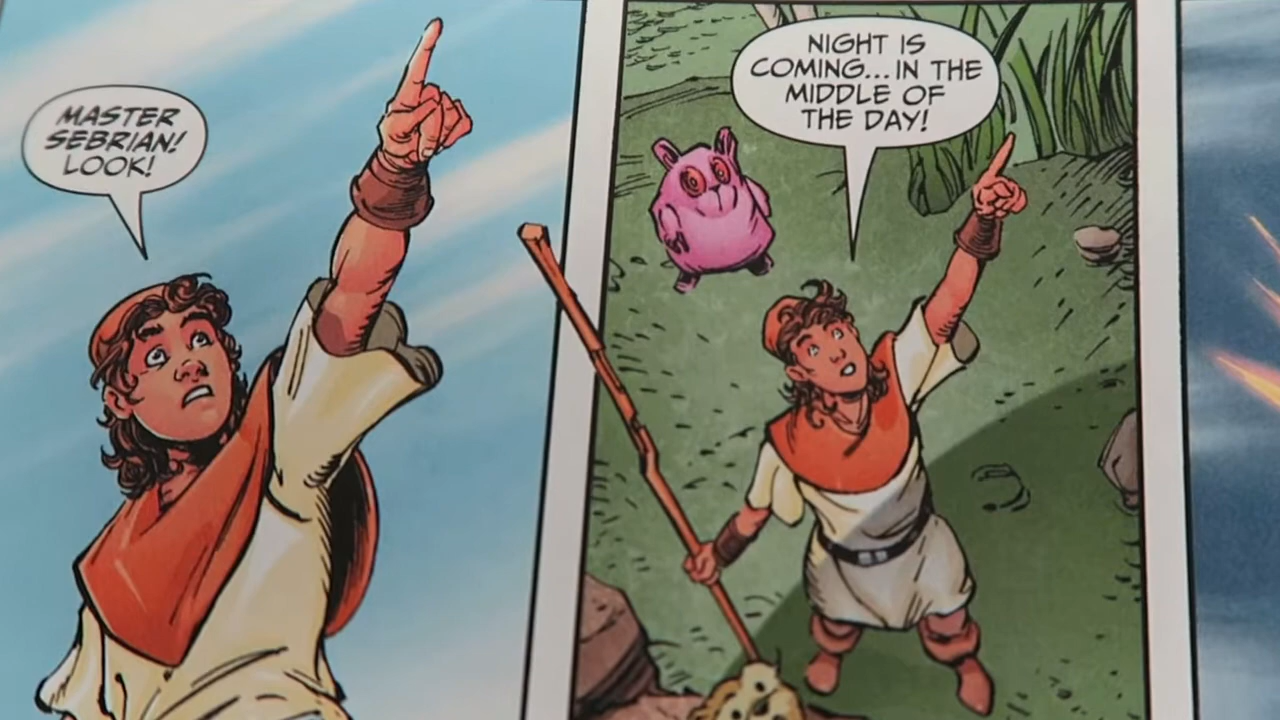 MASTER
SEBRIAN!
LOOK!
NIGHT IS
COMING...IN THE
MIDDLE OF
THE DAY!